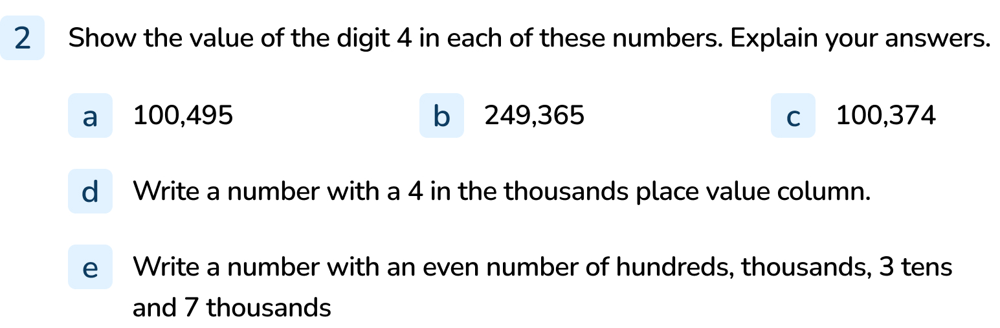 2 Show the value of the digit 4 in each of these numbers. Explain your answers.
a 100,495 b 249,365 c 100,374
d Write a number with a 4 in the thousands place value column.
e Write a number with an even number of hundreds, thousands, 3 tens
and 7 thousands